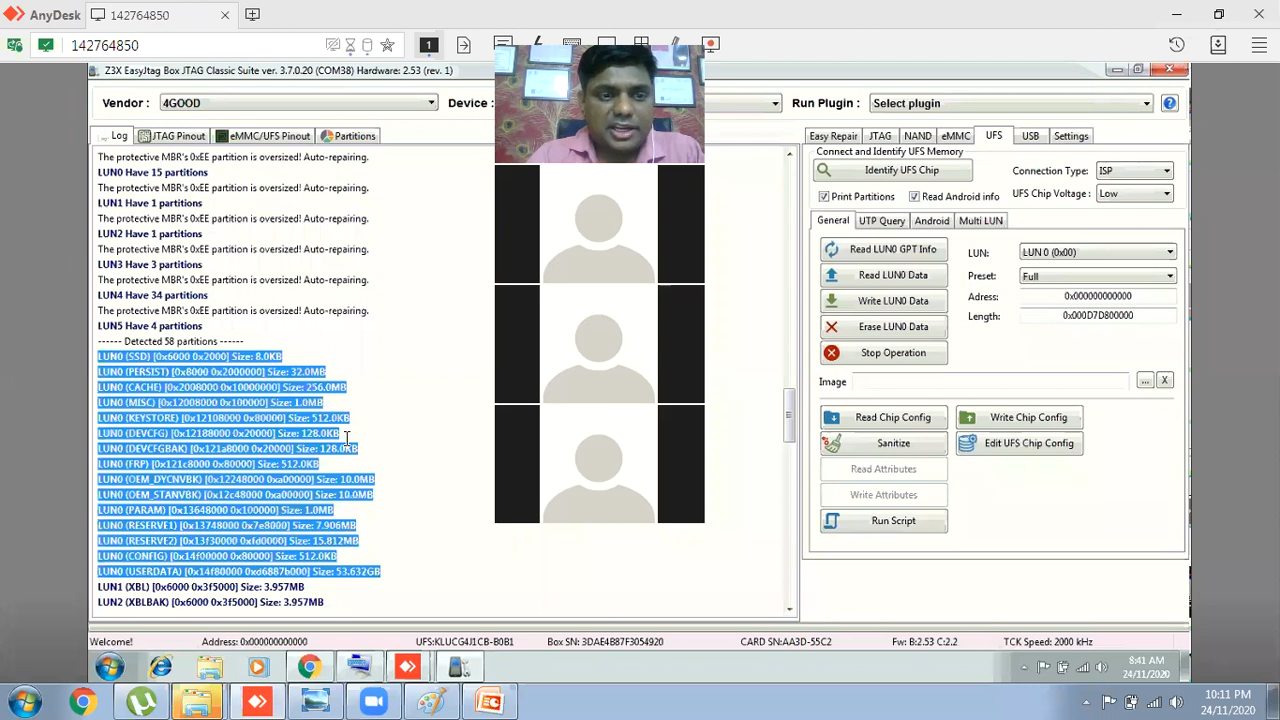 AnyDesk
142764850
142764850
1
Z3X EasyJtag Box JTAG Classic Suite ver. 3.7.0.20 (COM38) Hardware: 2.53 (rev. 1)
Vendor : 4GOOD Device Run Plugin : Select plugin
Log JTAG Pinout eMMC/UFS Pinout Partitions
The protective MBR's 0xEE partition is oversized! Auto-repairing.
LUN0 Have 15 partitions
The protective MBR's 0xEE partition is oversized! Auto-repairing.
LUN1 Have 1 partitions
The protective MBR's 0xEE partition is oversized! Auto-repairing.
LUN2 Have 1 partitions
The protective MBR's 0xEE partition is oversized! Auto-repairing.
LUN3 Have 3 partitions
The protective MBR's 0xEE partition is oversized! Auto-repairing.
LUN4 Have 34 partitions
The protective MBR's 0xEE partition is oversized! Auto-repairing.
LUN5 Have 4 partitions
------ Detected 58 partitions ------
LUN0 (SSD) [0x6000 0x2000] Size: 8.0KB
LUN0 (PERSIST) [0x8000 0x2000000] Size: 32.0MB
LUN0 (CACHE) [0x2008000 0x10000000] Size: 256.0MB
LUN0 (MISC) [0x12008000 0x100000] Size: 1.0MB
LUN0 (KEYSTORE) [0x12108000 0x80000] Size: 512.0KB
LUN0 (DEVCFG) [0x12188000 0x20000] Size: 128.0KB
LUN0 (DEVCFGBAK) [0x121a8000 0x20000] Size: 128.0KB
LUN0 (FRP) [0x121c8000 0x80000] Size: 512.0KB
LUN0 (OEM_DYCNVBK) [0x12248000 0xa00000] Size: 10.0MB
LUN0 (OEM_STANVBK) [0x12c48000 0xa00000] Size: 10.0MB
LUN0 (PARAM) [0x13648000 0x100000] Size: 1.0MB
LUN0 (RESERVE1) [0x13748000 0x7e8000] Size: 7.906MB
LUN0 (RESERVE2) [0x13f30000 0xfd0000] Size: 15.812MB
LUN0 (CONFIG) [0x14f00000 0x80000] Size: 512.0KB
LUN0 (USERDATA) [0x14f80000 0xd6887b000] Size: 53.632GB
LUN1 (XBL) [0x6000 0x3f5000] Size: 3.957MB
LUN2 (XBLBAK) [0x6000 0x3f5000] Size: 3.957MB
Easy Repair JTAG NAND eMMC UFS USB Settings
Connect and Identify UFS Memory
Identify UFS Chip Connection Type: ISP
Print Partitions Read Android info UFS Chip Voltage : Low
General UTP Query Android Multi LUN
Read LUN0 GPT Info LUN: LUN 0 (0x00)
Read LUN0 Data Preset: Full
Write LUN0 Data Adress: 0x000000000000
Erase LUN0 Data Length: 0x000D7D800000
Stop Operation
Image ... X
Read Chip Config Write Chip Config
Sanitize Edit UFS Chip Config
Read Attributes
Write Attributes
Run Script
Welcome! Address: 0x000000000000 UFS:KLUCG4J1CB-B0B1 Box SN: 3DAE4B87F3054920 CARD SN:AA3D-55C2 Fw: B:2.53 C:2.2 TCK Speed: 2000 kHz
8:41 AM
24/11/2020
10:11 PM
24/11/2020